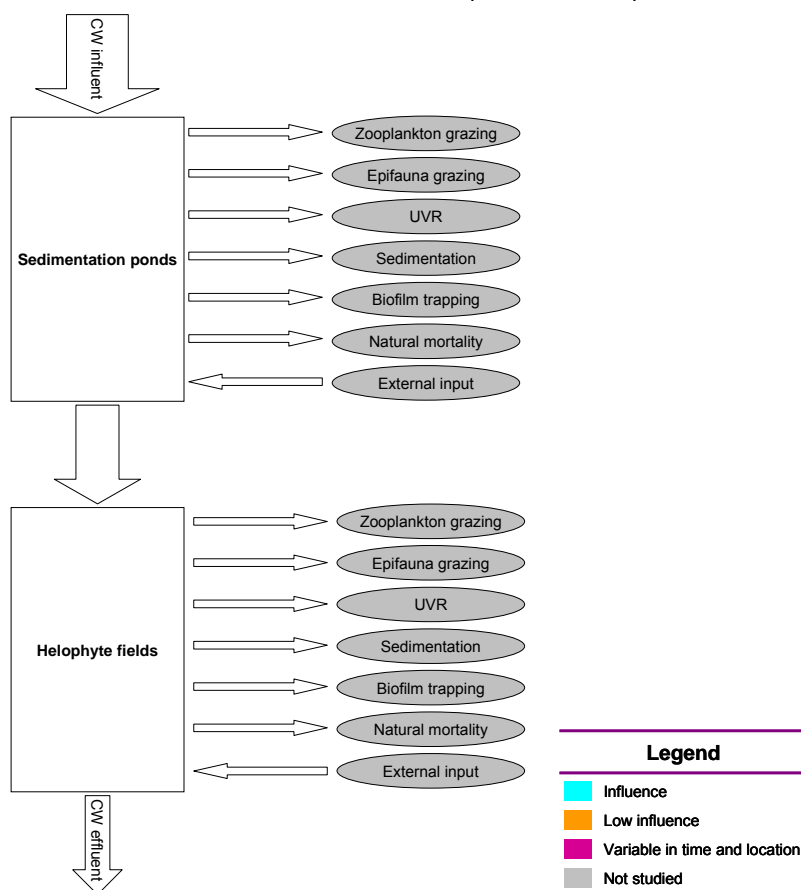 CW influent
Zooplankton grazing
Epifauna grazing
UVR
Sedimentation ponds
Sedimentation
Biofilm trapping
Natural mortality
External input
Zooplankton grazing
Epifauna grazing
UVR
Helophyte fields
Sedimentation
Biofilm trapping
Natural mortality
External input
CW effluent
Legend
Influence
Low influence
Variable in time and location
Not studied